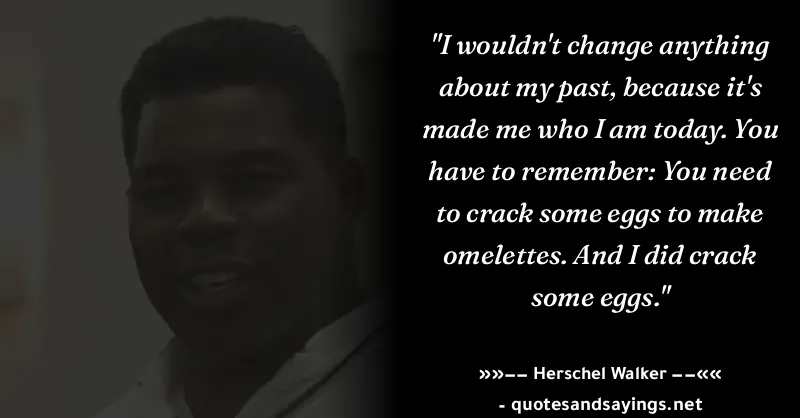 "I wouldn't change anything
about my past, because it's
made me who I am today. You
have to remember: You need
to crack some eggs to make
omelettes. And I did crack
some eggs."
»»−− Herschel Walker −−««
- quotesandsayings.net